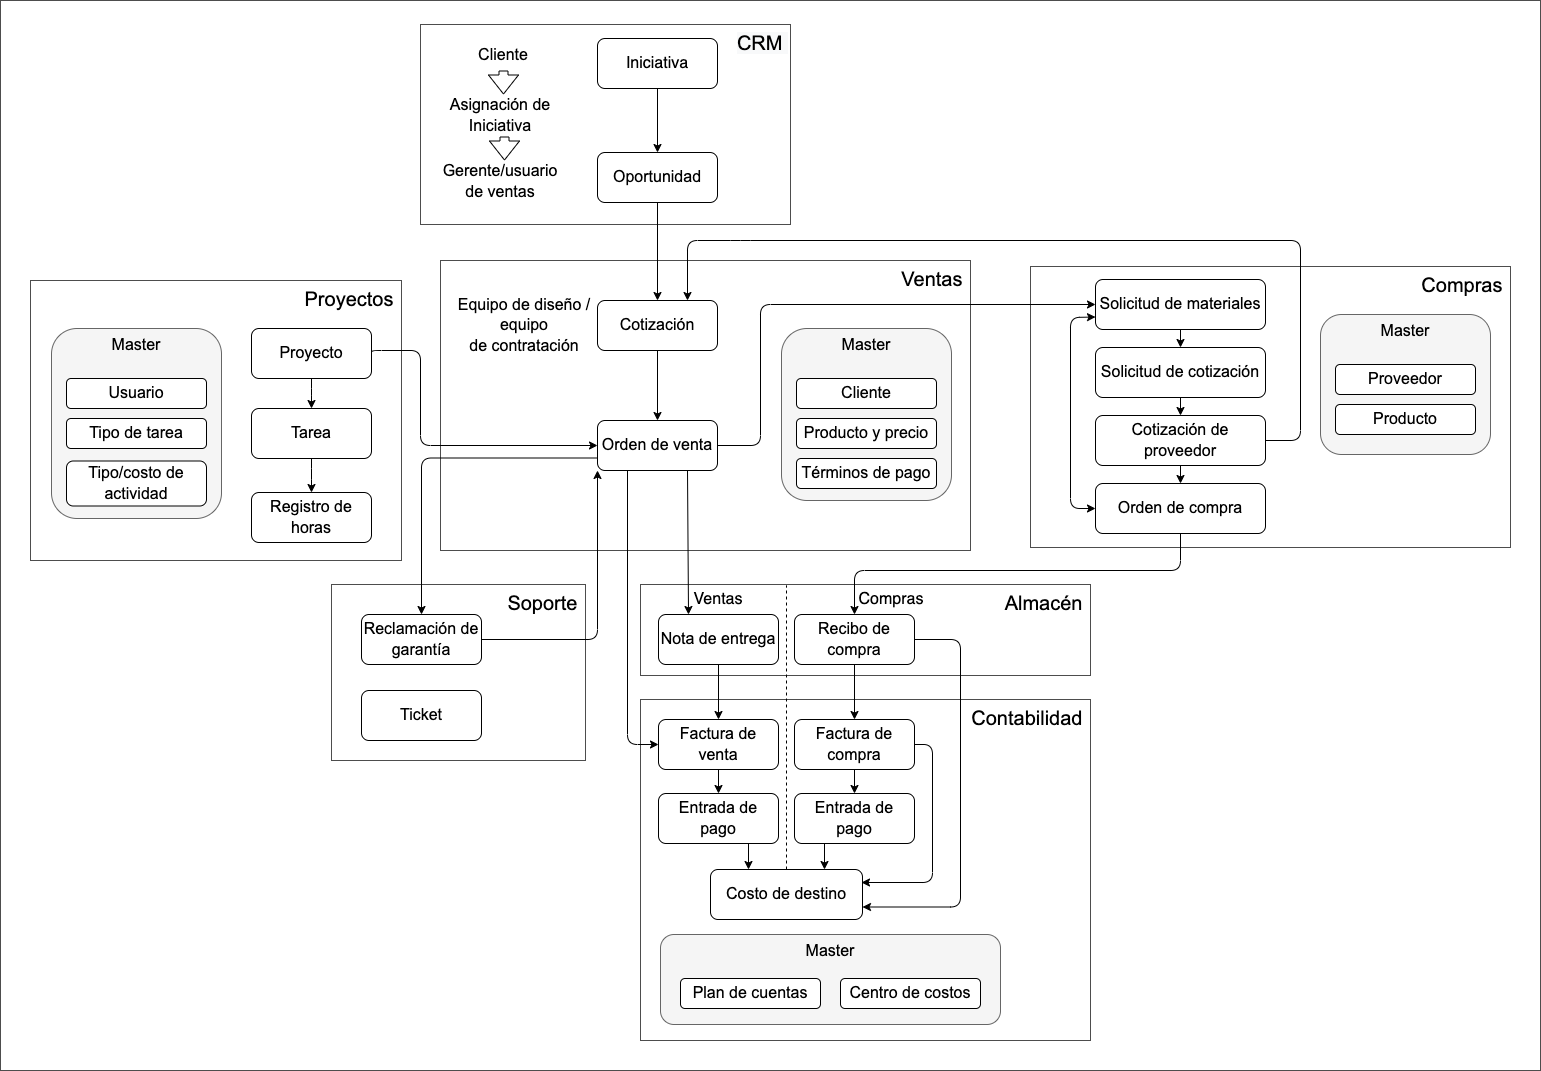 CRM
Cliente
Asignación de
Iniciativa
Gerente/usuario
de ventas
Iniciativa
Oportunidad
Proyectos
Master
Usuario
Tipo de tarea
Tipo/costo de
actividad
Proyecto
Tarea
Registro de
horas
Ventas
Equipo de diseño /
equipo
de contratación
Cotización
Orden de venta
Master
Cliente
Producto y precio
Términos de pago
Compras
Solicitud de materiales
Solicitud de cotización
Cotización de
proveedor
Orden de compra
Master
Proveedor
Producto
Soporte
Reclamación de
garantía
Ticket
Almacén
Ventas
Compras
Nota de entrega
Recibo de
compra
Contabilidad
Factura de
venta
Factura de
compra
Entrada de
pago
Entrada de
pago
Costo de destino
Master
Plan de cuentas
Centro de costos